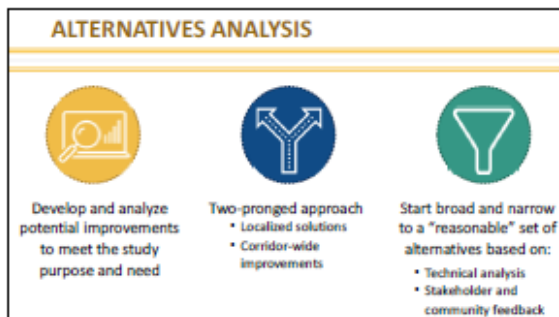 ALTERNATIVES ANALYSIS
Develop and analyze
potential improvements
to meet the study
purpose and need
Two-pronged approach
• Localized solutions
• Corridor-wide
improvements
Start broad and narrow
to a “reasonable” set of
alternatives based on:
• Technical analysis
• Stakeholder and
community feedback